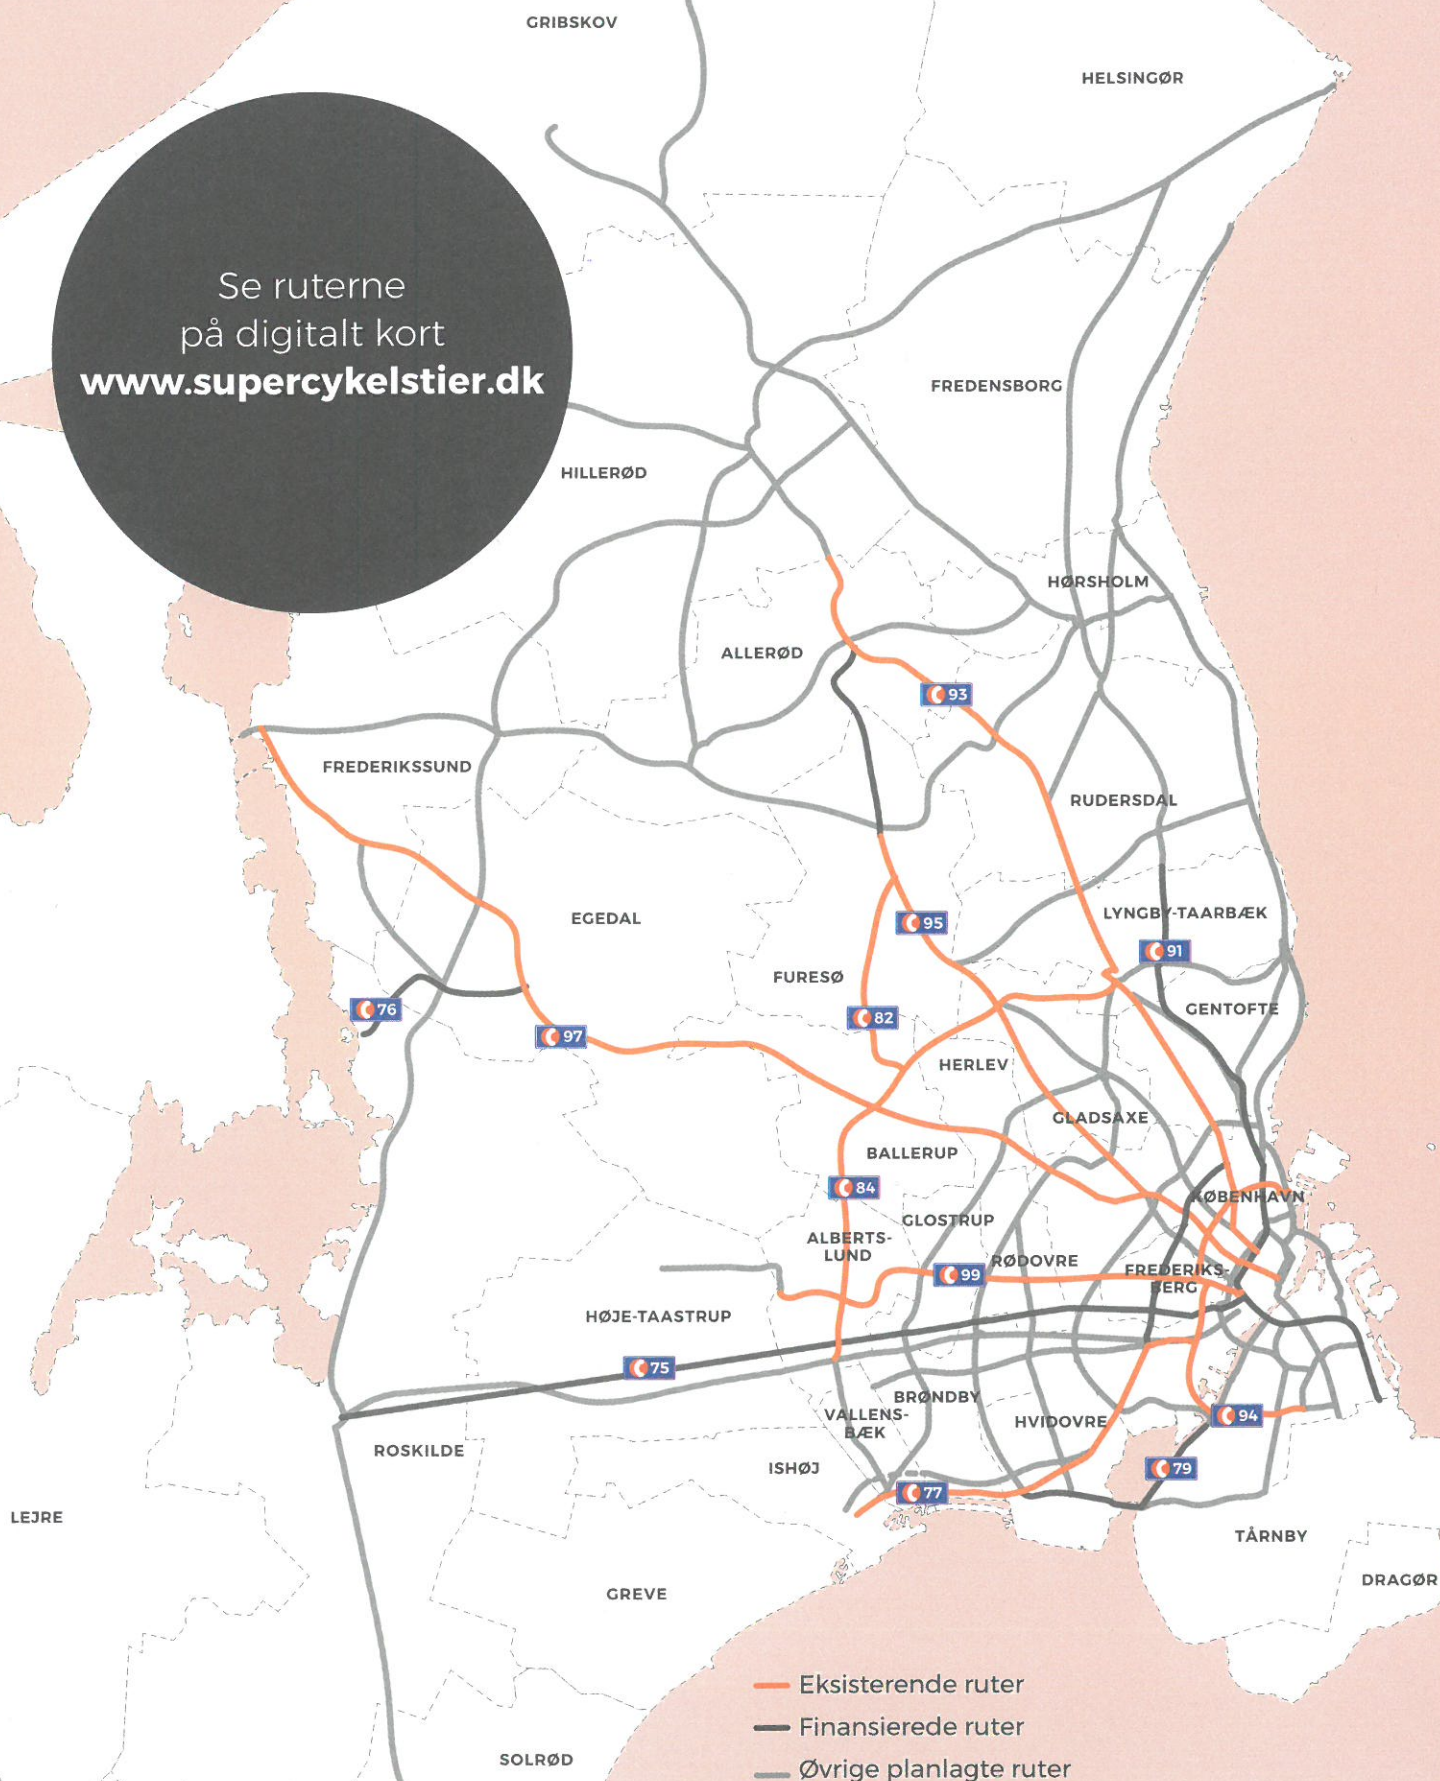 GRIBSKOV
HELSINGØR
Se ruterne
på digitalt kort
www.supercykelstier.dk
FREDENSBORG
HILLERØD
HØRSHOLM
ALLERØD
93
FREDERIKSSUND
RUDERSDAL
EGEDAL
95
LYNGBY-TAARBÆK
91
FURESØ
76
82
GENTOFTE
97
HERLEV
GLADSAXE
BALLERUP
84
KØBENHAVN
GLOSTRUP
ALBERTS-
LUND
RØDOVRE
99
FREDERIKS-
BERG
HØJE-TAASTRUP
75
BRØNDBY
VALLENS-
BÆK
HVIDOVRE
94
ROSKILDE
ISHØJ
79
77
LEJRE
TÅRNBY
DRAGØR
GREVE
Eksisterende ruter
Finansierede ruter
SOLRØD
Øvrige planlagte ruter